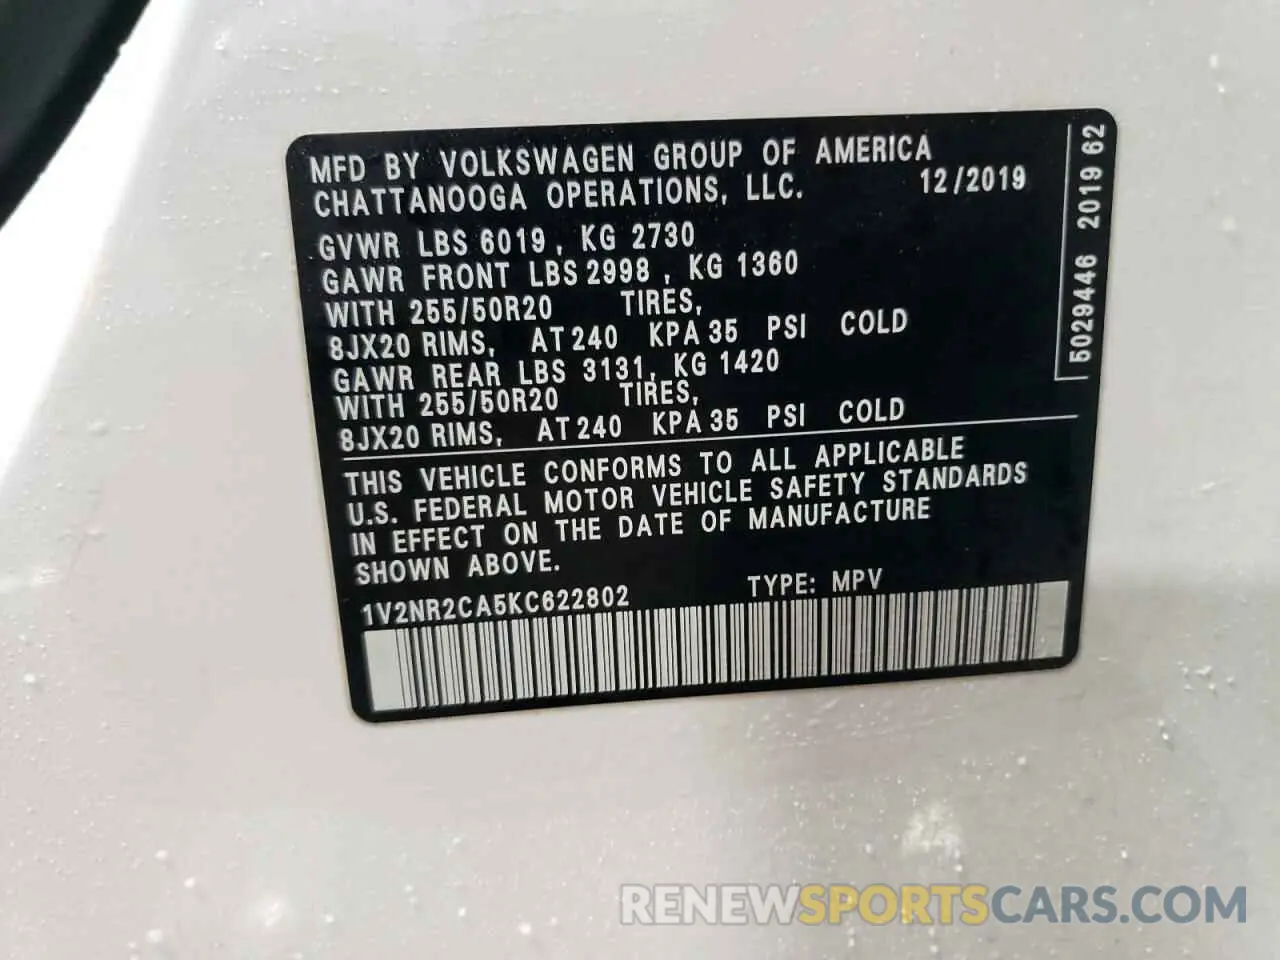 MFD BY VOLKSWAGEN GROUP OF AMERICA
CHATTANOOGA OPERATIONS, LLC. 12/2019
GVWR LBS 6019, KG 2730
GAWR FRONT LBS 2998, KG 1360
WITH 255/50R20 TIRES,
8JX20 RIMS, AT 240 KPA 35 PSI COLD
GAWR REAR LBS 3131, KG 1420
WITH 255/50R20 TIRES,
8JX20 RIMS, AT 240 KPA 35 PSI COLD
THIS VEHICLE CONFORMS TO ALL APPLICABLE
U.S. FEDERAL MOTOR VEHICLE SAFETY STANDARDS
IN EFFECT ON THE DATE OF MANUFACTURE
SHOWN ABOVE.
1V2NR2CA5KC622802 TYPE: MPV
5029446 2019 62
RENEWSPORTSCARS.COM